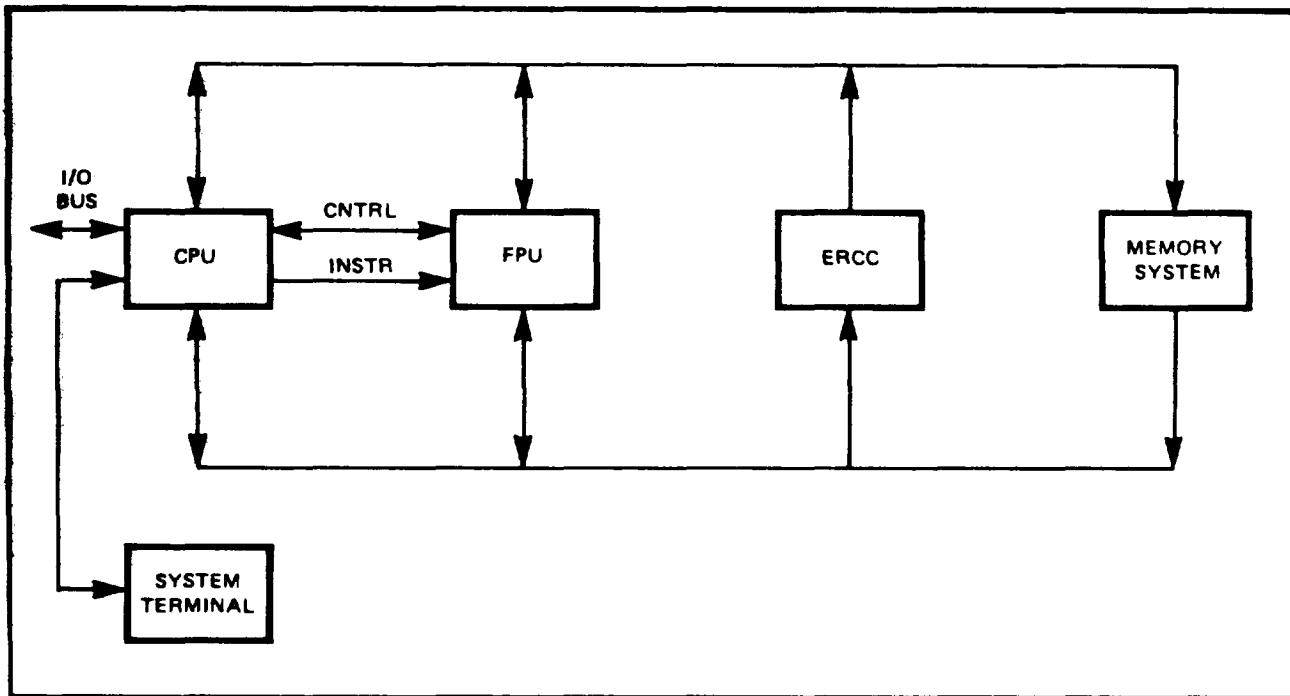 I/O
BUS
CNTRL
CPU
FPU
INSTR
ERCC
MEMORY
SYSTEM
SYSTEM
TERMINAL